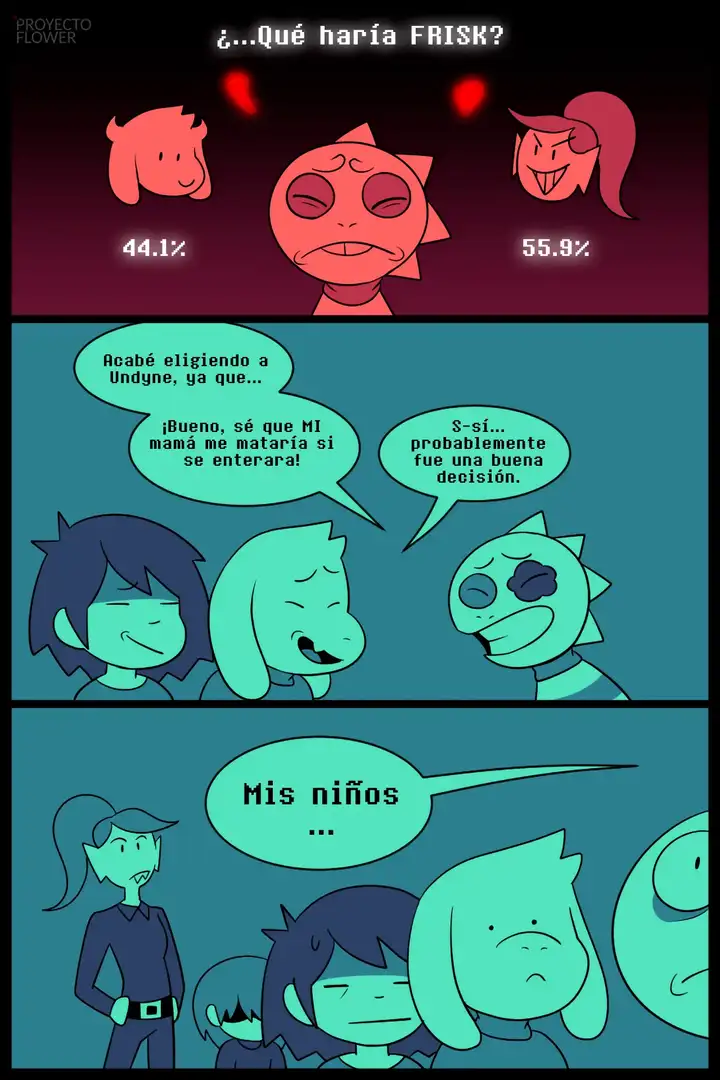 PROYECTO
FLOWER
¿...Qué haría FRISK?
44.1%
55.9%
Acabé eligiendo a
Undyne, ya que...
¡Bueno, sé que MI
mamá me mataría si
se enterara!
S-sí...
probablemente
fue una buena
decisión.
Mis niños
...